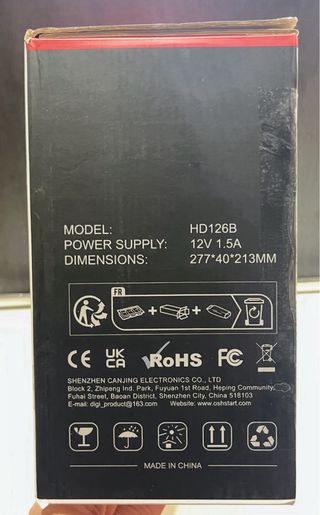 MODEL: HD126B
POWER SUPPLY: 12V 1.5A
DIMENSIONS: 277*40*213MM
FR
CE UK CA RoHS FC
SHENZHEN CANJING ELECTRONICS CO., LTD
Block 2, Zhipeng Ind. Park, Fuyuan 1st Road, Heping Community,
Fuhai Street, Baoan District, Shenzhen City, China 518103
E-mail: digi_product@163.com Website: www.oshstart.com
MADE IN CHINA